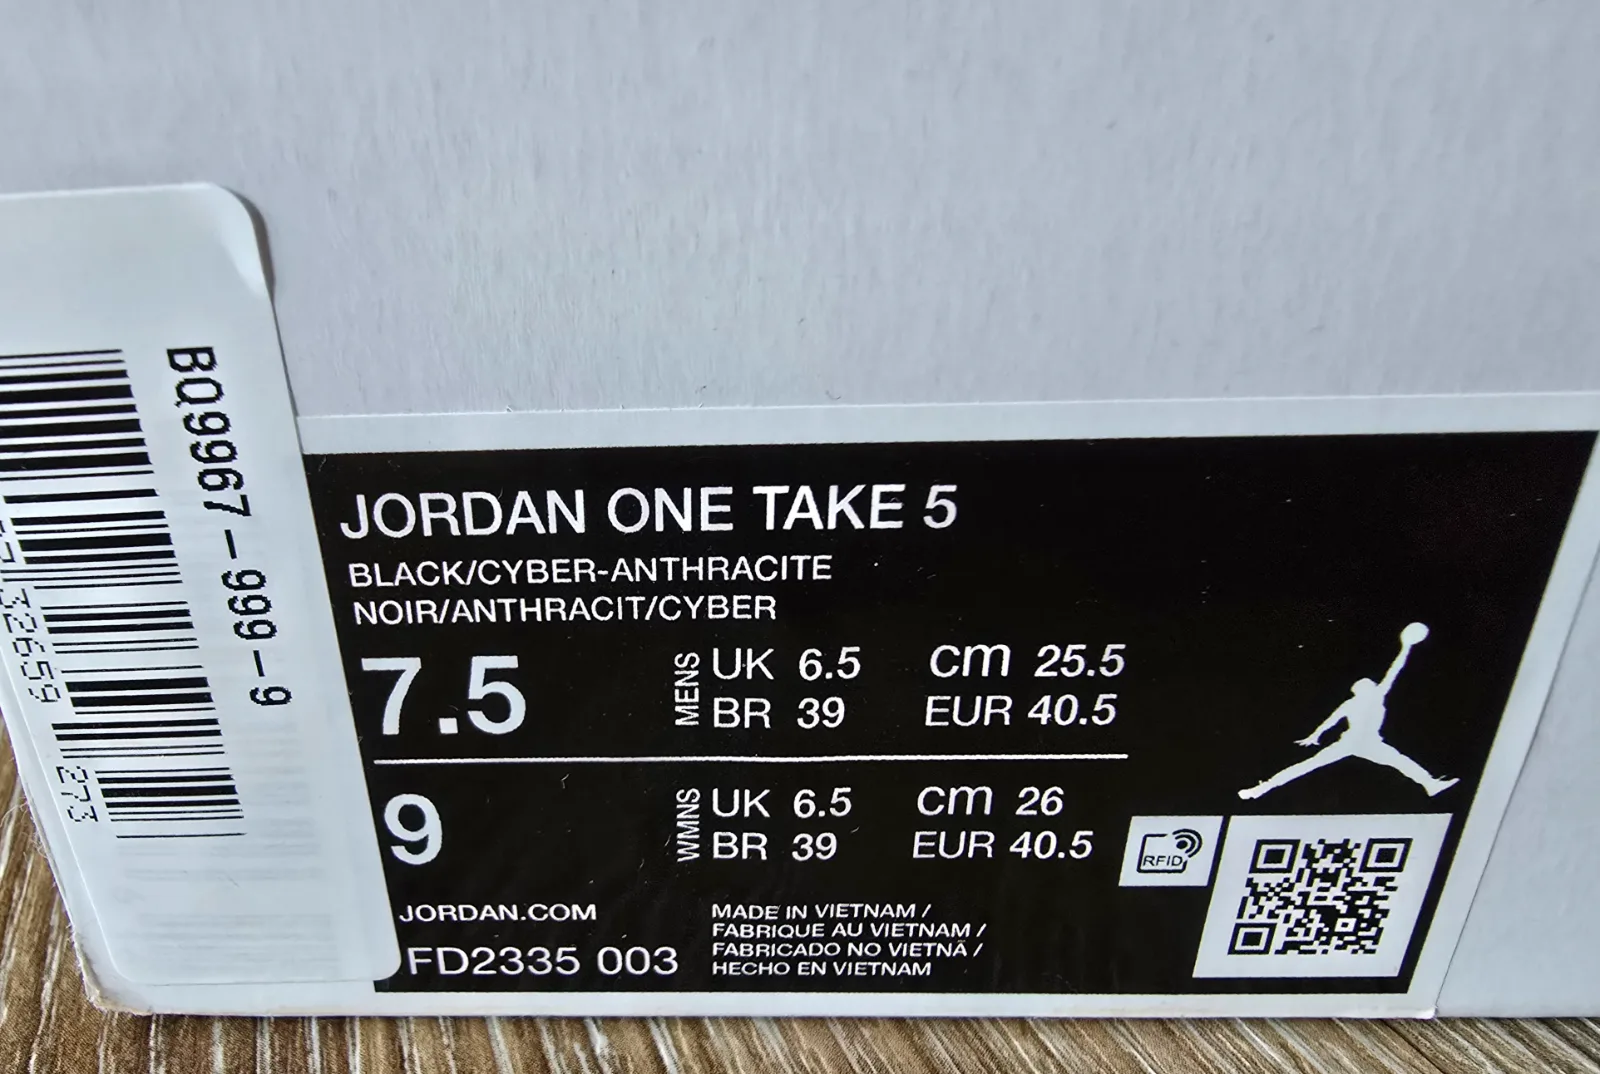 BQ9967-999-9
273
JORDAN ONE TAKE 5
BLACK/CYBER-ANTHRACITE
NOIR/ANTHRACIT/CYBER
7.5 MENS UK 6.5 CM 25.5
BR 39 EUR 40.5
9 WMNS UK 6.5 CM 26
BR 39 EUR 40.5
RFID
JORDAN.COM
FD2335 003
MADE IN VIETNAM /
FABRIQUE AU VIETNAM /
FABRICADO NO VIETNÃ /
HECHO EN VIETNAM